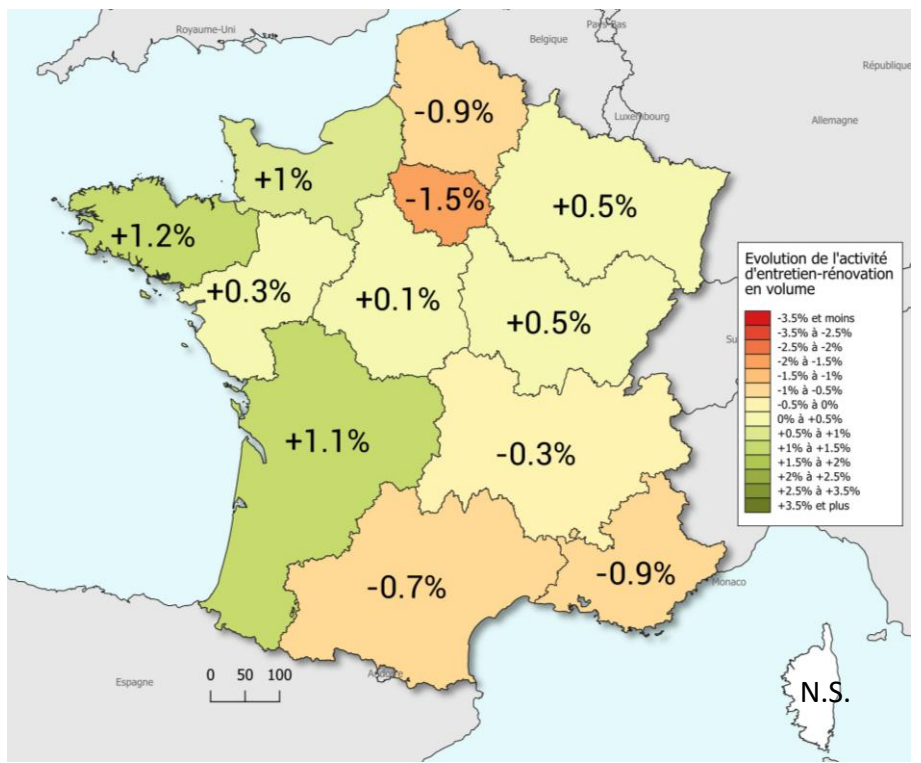 Royaume-Uni
Pays-Bas
Belgique
République
Luxembourg
Allemagne
-0.9%
+1%
-1.5%
+0.5%
+1.2%
+0.3%
+0.1%
+0.5%
Su
+1.1%
-0.3%
-0.7%
-0.9%
Monaco
Espagne
Andorre
0 50 100
N.S.
Evolution de l'activité
d'entretien-rénovation
en volume
-3.5% et moins
-3.5% à -2.5%
-2.5% à -2%
-2% à -1.5%
-1.5% à -1%
-1% à -0.5%
-0.5% à 0%
0% à +0.5%
+0.5% à +1%
+1% à +1.5%
+1.5% à +2%
+2% à +2.5%
+2.5% à +3.5%
+3.5% et plus